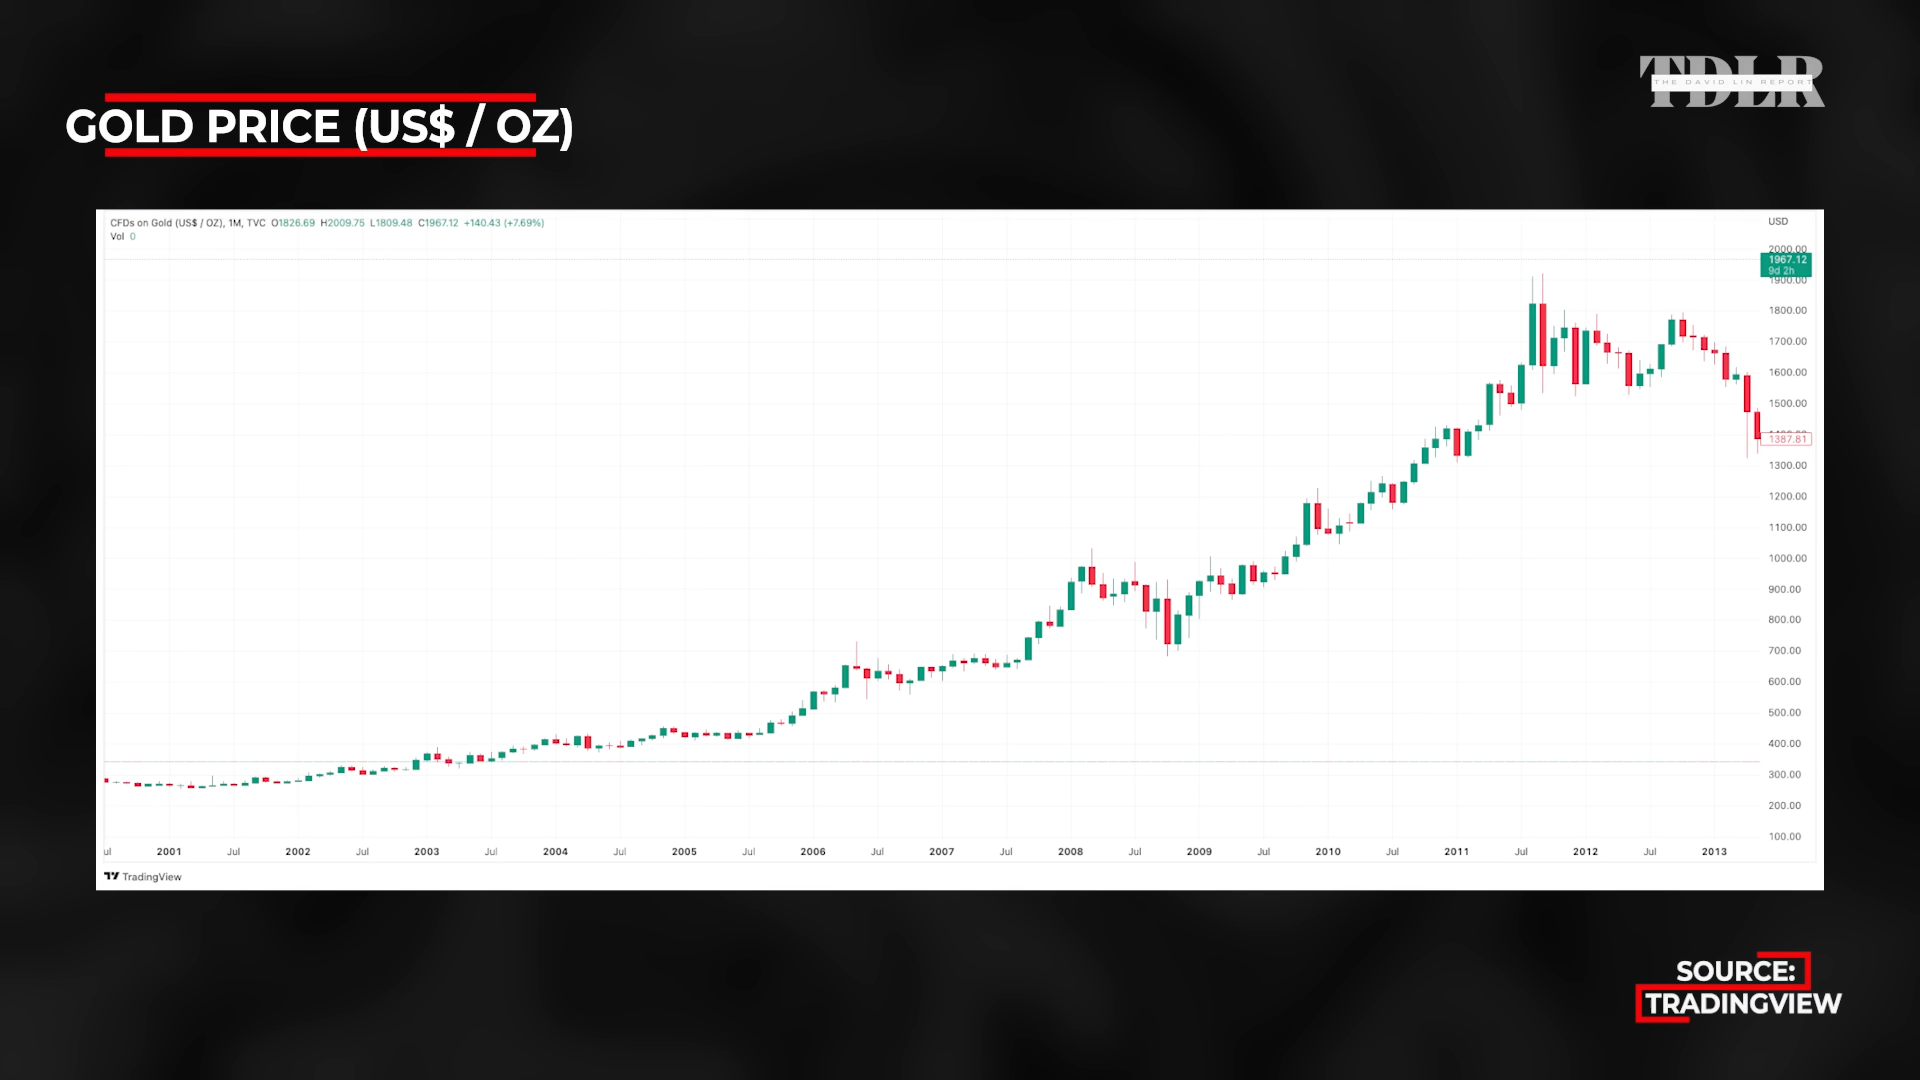 TDLR
THE DAVID LIN REPORT
GOLD PRICE (US$ / OZ)
CFDs on Gold (US$ / OZ), 1M, TVC O1826.69 H2009.75 L1809.48 C1967.12 +140.43 (+7.69%)
Vol 0
USD
2000.00
1967.12
9d 2h
1900.00
1800.00
1700.00
1600.00
1500.00
1387.81
1300.00
1200.00
1100.00
1000.00
900.00
800.00
700.00
600.00
500.00
400.00
300.00
200.00
100.00
ul 2001 Jul 2002 Jul 2003 Jul 2004 Jul 2005 Jul 2006 Jul 2007 Jul 2008 Jul 2009 Jul 2010 Jul 2011 Jul 2012 Jul 2013
TradingView
SOURCE:
TRADINGVIEW